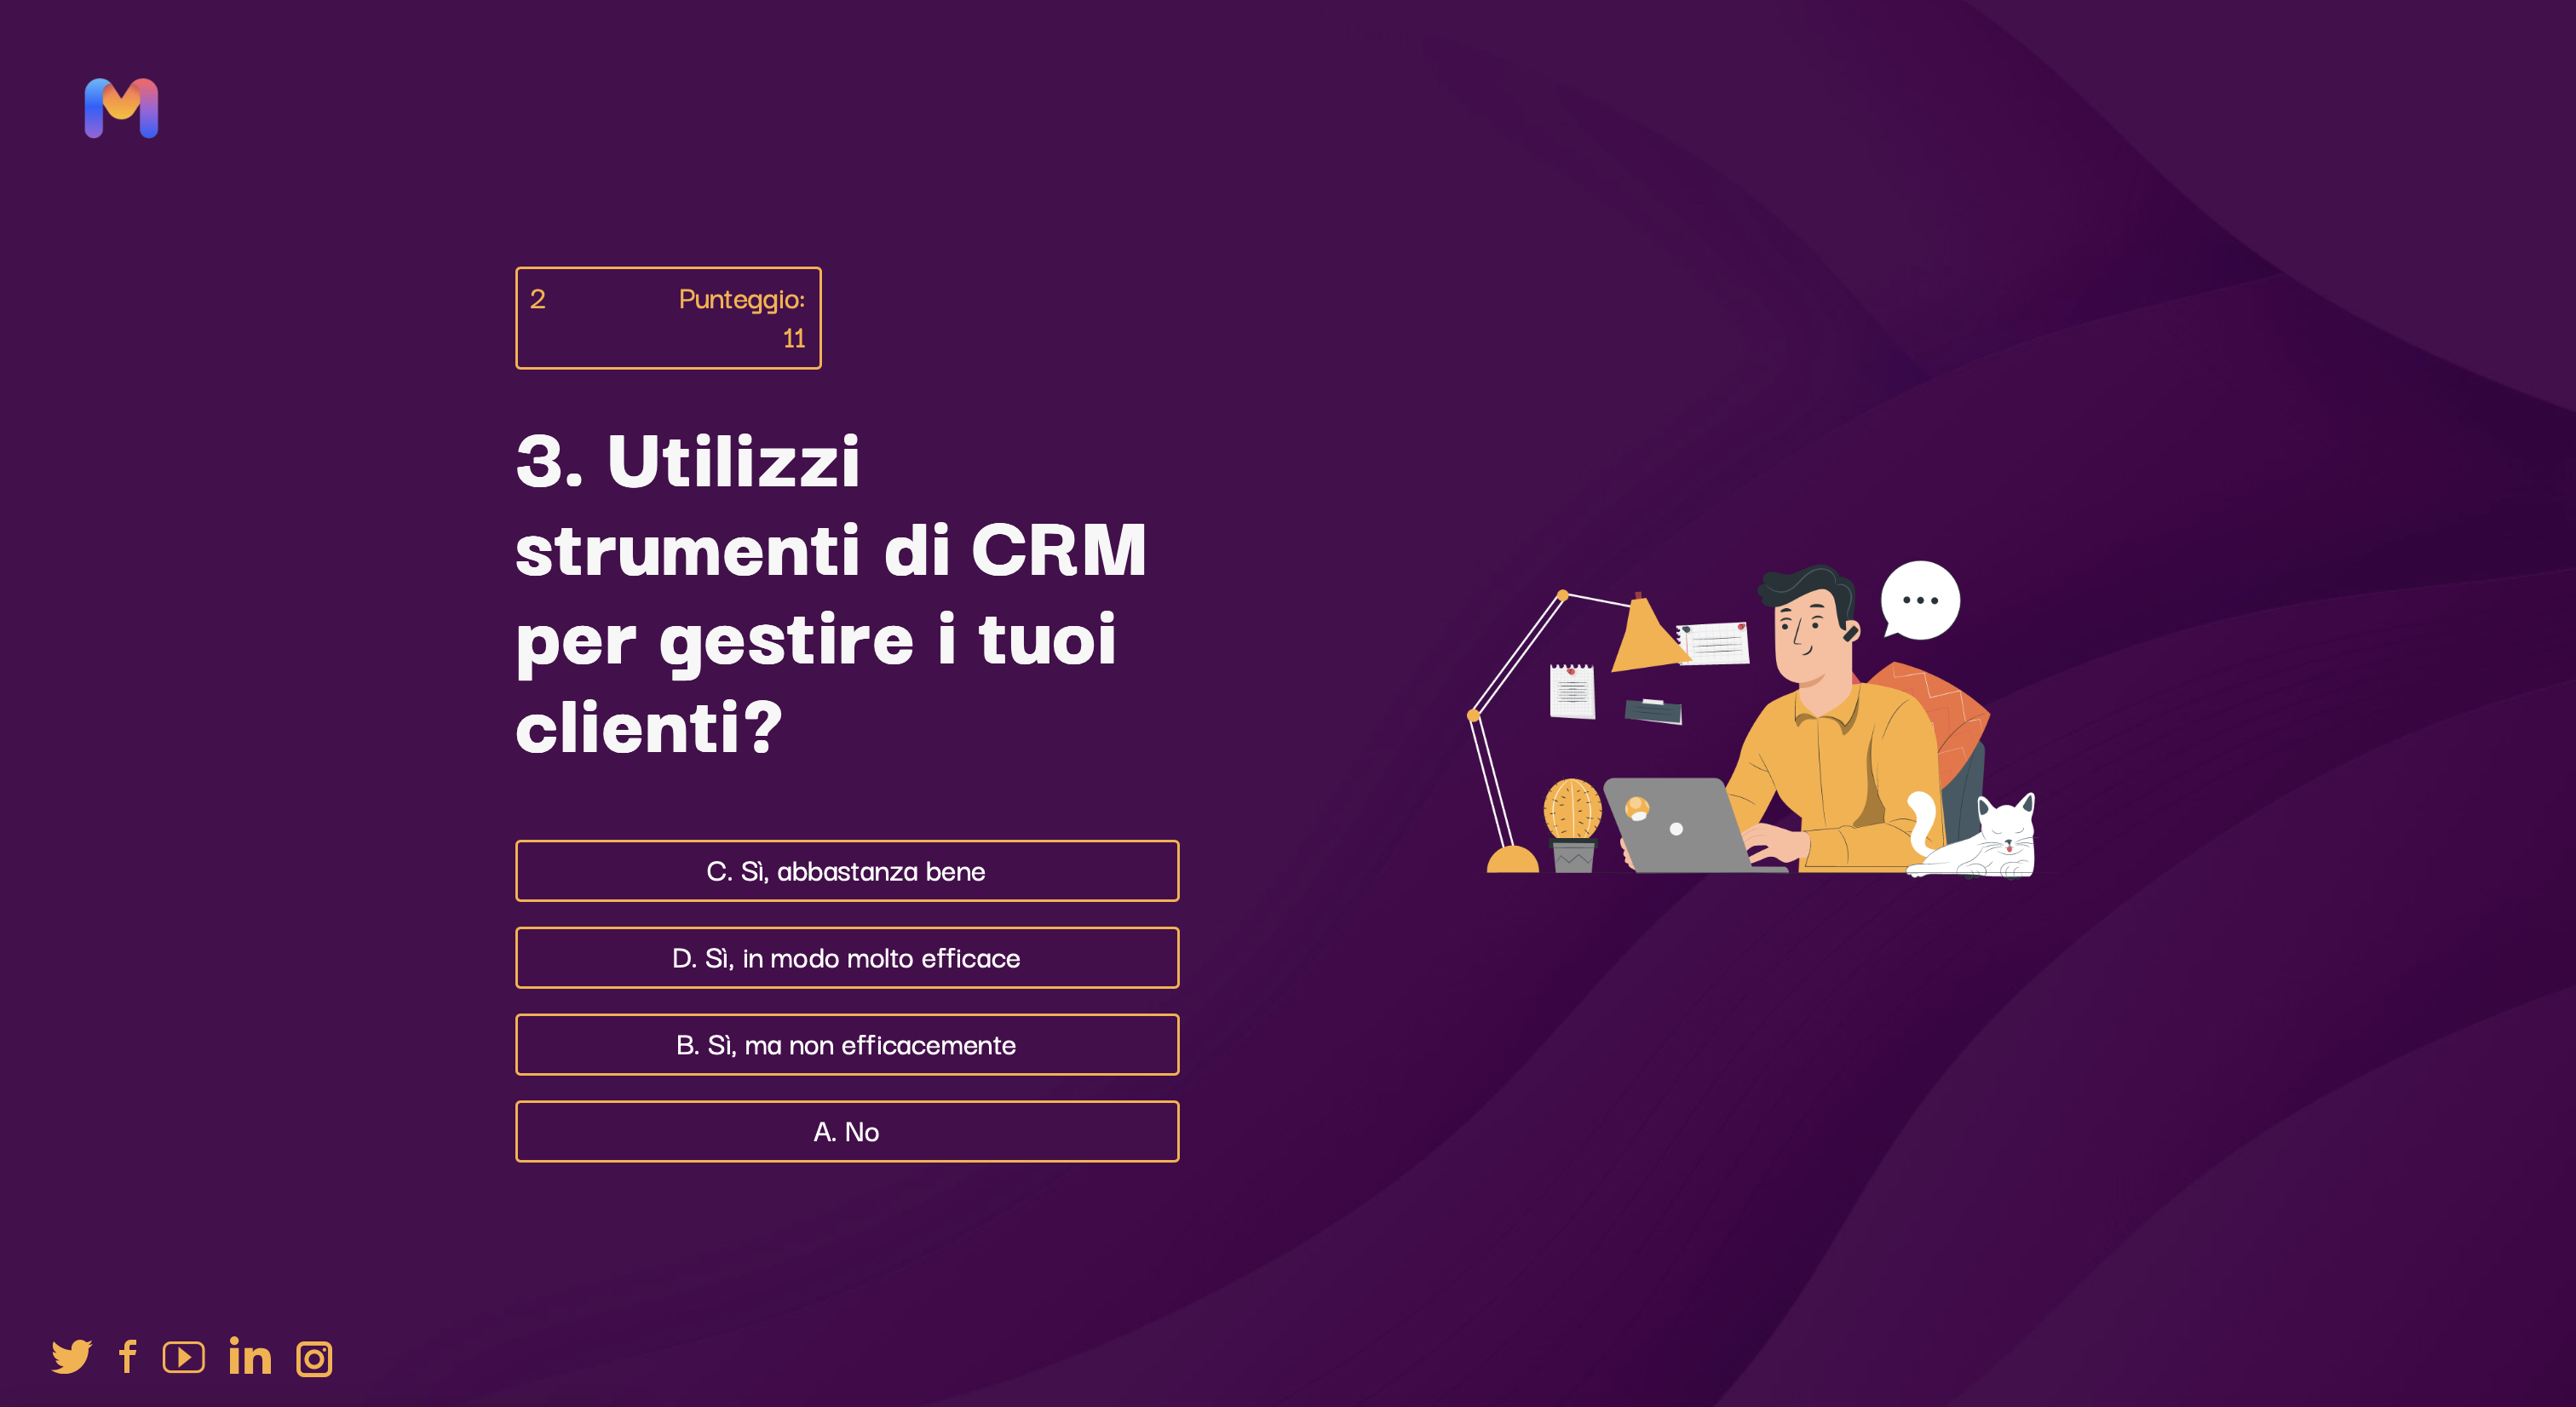 2
Punteggio:
11
3. Utilizzi
strumenti di CRM
per gestire i tuoi
clienti?
C. Sì, abbastanza bene
D. Sì, in modo molto efficace
B. Sì, ma non efficacemente
A. No